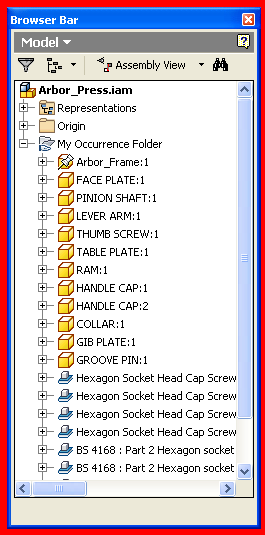 Browser Bar
Model
Assembly View
Arbor_Press.iam
Representations
Origin
My Occurrence Folder
Arbor_Frame:1
FACE PLATE:1
PINION SHAFT:1
LEVER ARM:1
THUMB SCREW:1
TABLE PLATE:1
RAM:1
HANDLE CAP:1
HANDLE CAP:2
COLLAR:1
GIB PLATE:1
GROOVE PIN:1
Hexagon Socket Head Cap Screw
Hexagon Socket Head Cap Screw
Hexagon Socket Head Cap Screw
Hexagon Socket Head Cap Screw
BS 4168 : Part 2 Hexagon socket
BS 4168 : Part 2 Hexagon socket